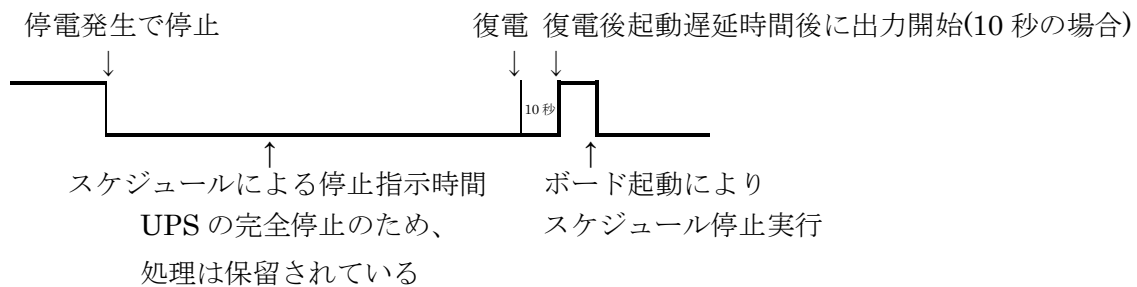 停電発生で停止
復電 復電後起動遅延時間後に出力開始(10 秒の場合)
↓ ↓ ↓
10 秒
↑ ↑
スケジュールによる停止指示時間 ボード起動により
UPS の完全停止のため、 スケジュール停止実行
処理は保留されている